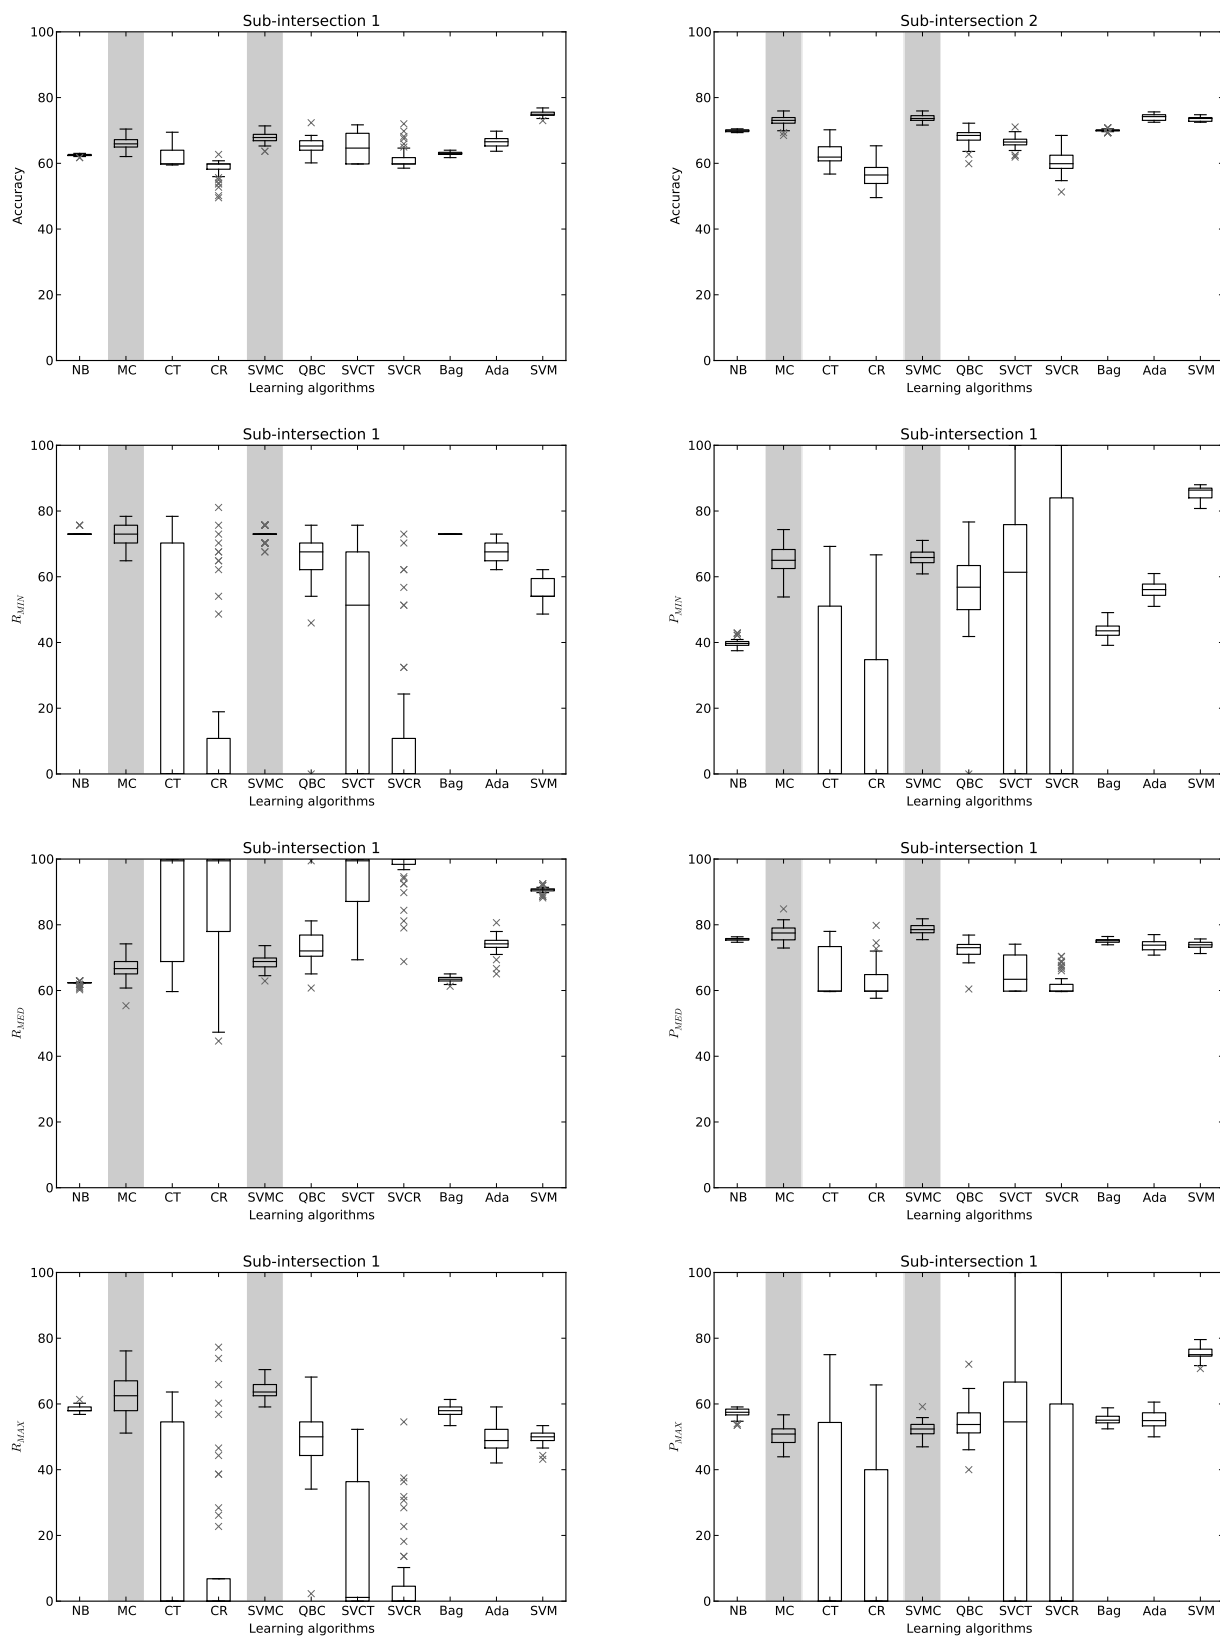 Sub-intersection 1
Accuracy
100
80
60
40
20
0
NB MC CT CR SVMC QBC SVCT SVCR Bag Ada SVM
Learning algorithms
Sub-intersection 2
Accuracy
100
80
60
40
20
0
NB MC CT CR SVMC QBC SVCT SVCR Bag Ada SVM
Learning algorithms
Sub-intersection 1
R_MIN
100
80
60
40
20
0
NB MC CT CR SVMC QBC SVCT SVCR Bag Ada SVM
Learning algorithms
Sub-intersection 1
P_MIN
100
80
60
40
20
0
NB MC CT CR SVMC QBC SVCT SVCR Bag Ada SVM
Learning algorithms
Sub-intersection 1
R_MED
100
80
60
40
20
0
NB MC CT CR SVMC QBC SVCT SVCR Bag Ada SVM
Learning algorithms
Sub-intersection 1
P_MED
100
80
60
40
20
0
NB MC CT CR SVMC QBC SVCT SVCR Bag Ada SVM
Learning algorithms
Sub-intersection 1
R_MAX
100
80
60
40
20
0
NB MC CT CR SVMC QBC SVCT SVCR Bag Ada SVM
Learning algorithms
Sub-intersection 1
P_MAX
100
80
60
40
20
0
NB MC CT CR SVMC QBC SVCT SVCR Bag Ada SVM
Learning algorithms